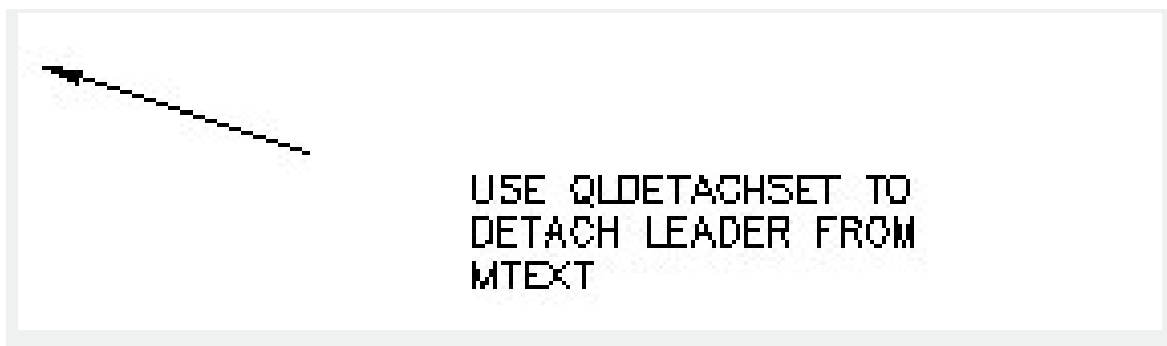 USE QLDETACHSET TO
DETACH LEADER FROM
MTEXT